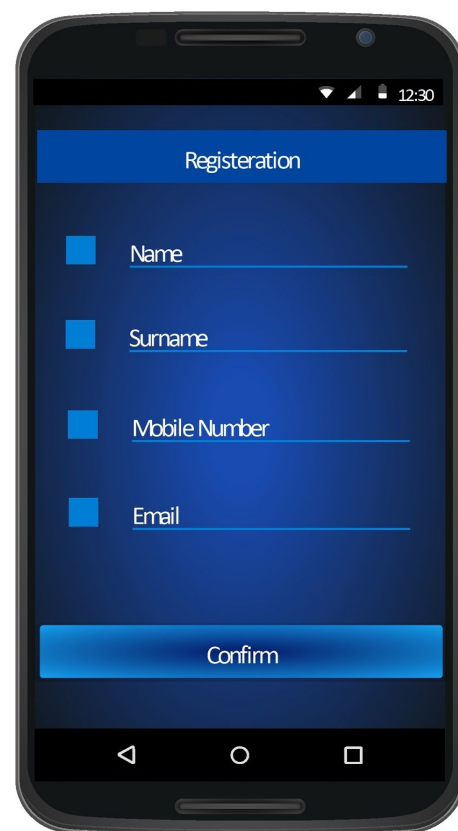 12:30
Registeration
Name
Surname
Mobile Number
Email
Confirm